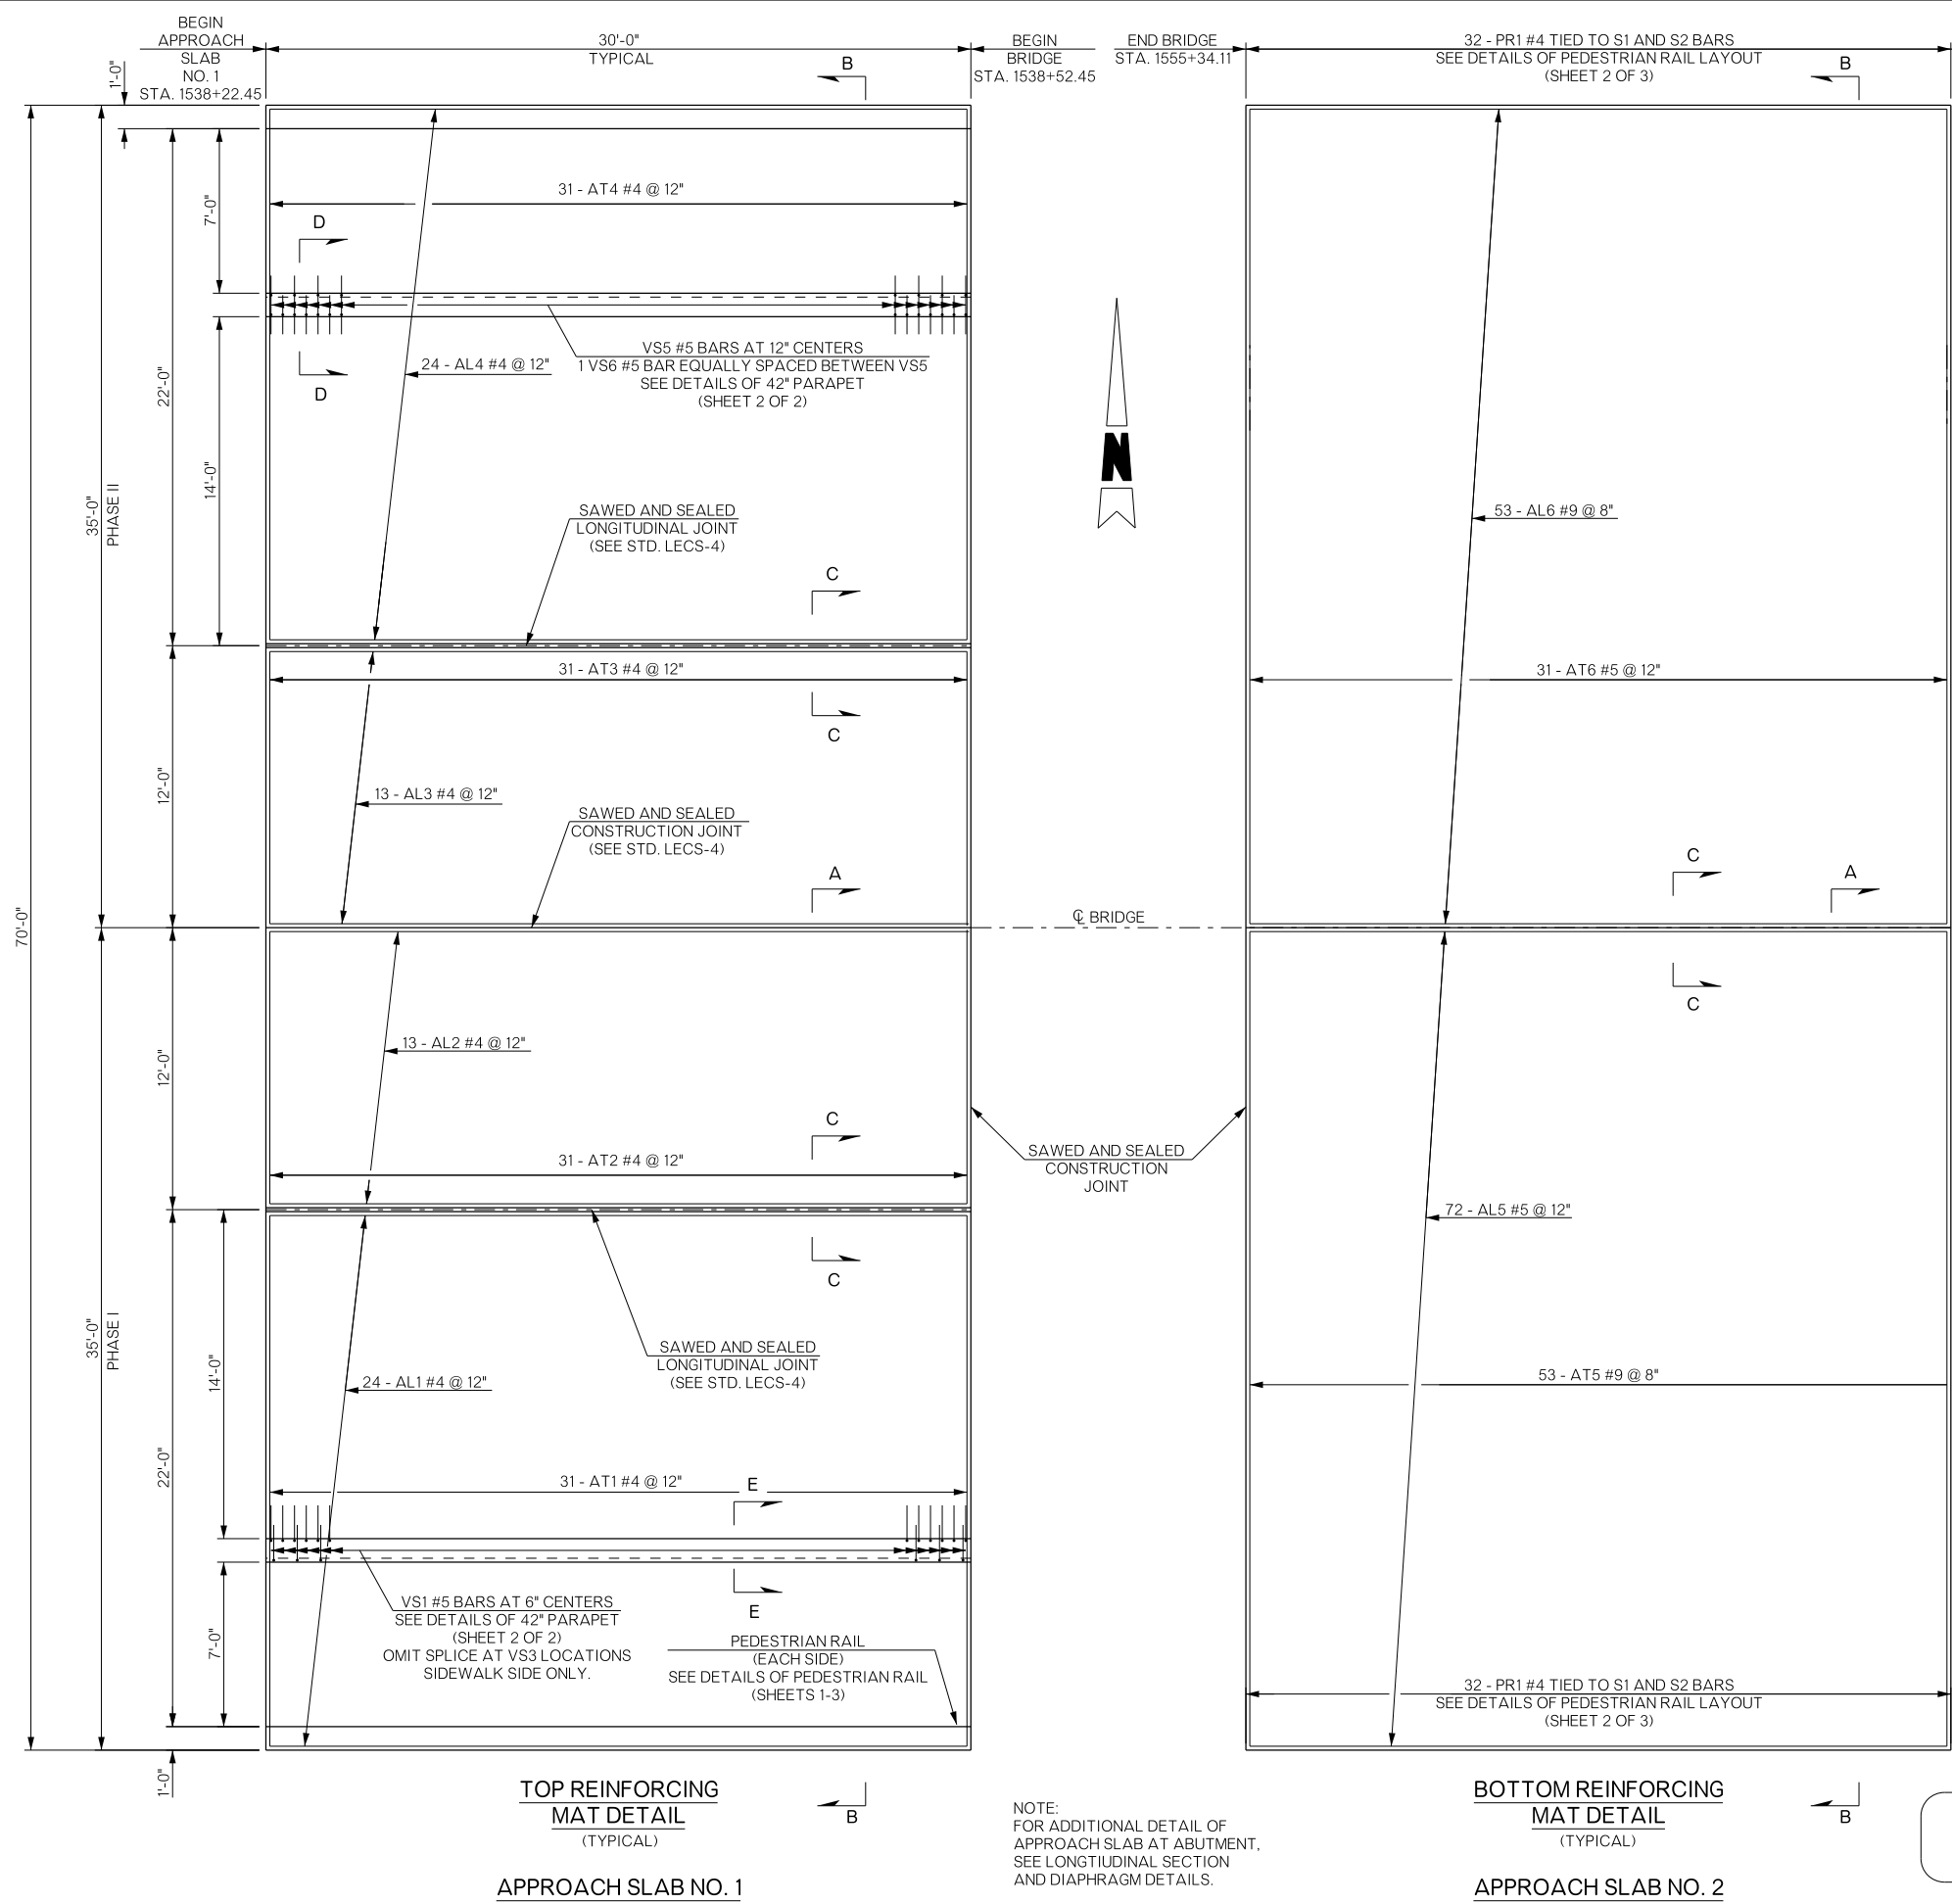 BEGIN
APPROACH
SLAB
NO. 1
STA. 1538+22.45
30'-0"
TYPICAL
BEGIN
BRIDGE
STA. 1538+52.45
END BRIDGE
STA. 1555+34.11
32 - PR1 #4 TIED TO S1 AND S2 BARS
SEE DETAILS OF PEDESTRIAN RAIL LAYOUT
(SHEET 2 OF 3)
B
B
1'-0"
31 - AT4 #4 @ 12"
7'-0"
D
VS5 #5 BARS AT 12" CENTERS
1 VS6 #5 BAR EQUALLY SPACED BETWEEN VS5
SEE DETAILS OF 42" PARAPET
(SHEET 2 OF 2)
24 - AL4 #4 @ 12"
D
22'-0"
14'-0"
35'-0"
PHASE II
N
SAWED AND SEALED
LONGITUDINAL JOINT
(SEE STD. LECS-4)
53 - AL6 #9 @ 8"
C
31 - AT3 #4 @ 12"
31 - AT6 #5 @ 12"
C
12'-0"
13 - AL3 #4 @ 12"
SAWED AND SEALED
CONSTRUCTION JOINT
(SEE STD. LECS-4)
A
C
A
70'-0"
℄ BRIDGE
12'-0"
13 - AL2 #4 @ 12"
C
C
31 - AT2 #4 @ 12"
SAWED AND SEALED
CONSTRUCTION
JOINT
72 - AL5 #5 @ 12"
C
35'-0"
PHASE I
14'-0"
SAWED AND SEALED
LONGITUDINAL JOINT
(SEE STD. LECS-4)
24 - AL1 #4 @ 12"
53 - AT5 #9 @ 8"
22'-0"
31 - AT1 #4 @ 12"
E
VS1 #5 BARS AT 6" CENTERS
SEE DETAILS OF 42" PARAPET
(SHEET 2 OF 2)
OMIT SPLICE AT VS3 LOCATIONS
SIDEWALK SIDE ONLY.
E
7'-0"
PEDESTRIAN RAIL
(EACH SIDE)
SEE DETAILS OF PEDESTRIAN RAIL
(SHEETS 1-3)
32 - PR1 #4 TIED TO S1 AND S2 BARS
SEE DETAILS OF PEDESTRIAN RAIL LAYOUT
(SHEET 2 OF 3)
1'-0"
TOP REINFORCING
MAT DETAIL
(TYPICAL)
B
NOTE:
FOR ADDITIONAL DETAIL OF
APPROACH SLAB AT ABUTMENT,
SEE LONGTIUDINAL SECTION
AND DIAPHRAGM DETAILS.
BOTTOM REINFORCING
MAT DETAIL
(TYPICAL)
B
APPROACH SLAB NO. 1
APPROACH SLAB NO. 2